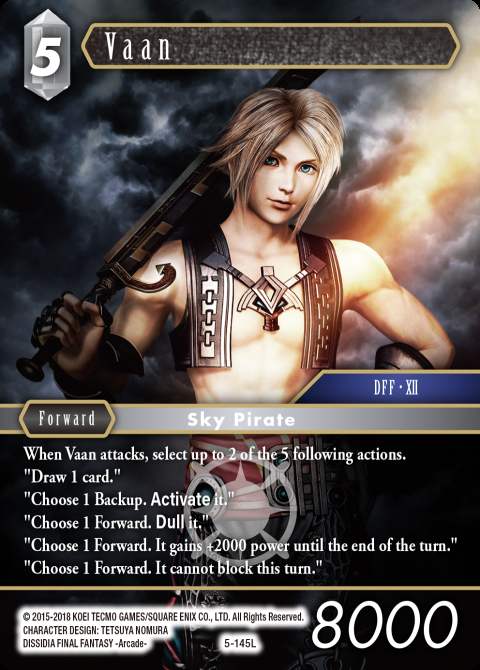 5
Vaan
DFF · XII
Forward
Sky Pirate
When Vaan attacks, select up to 2 of the 5 following actions.
"Draw 1 card."
"Choose 1 Backup. Activate it."
"Choose 1 Forward. Dull it."
"Choose 1 Forward. It gains +2000 power until the end of the turn."
"Choose 1 Forward. It cannot block this turn."
© 2015-2018 KOEI TECMO GAMES/SQUARE ENIX CO., LTD. All Rights Reserved.
CHARACTER DESIGN: TETSUYA NOMURA
DISSIDIA FINAL FANTASY -Arcade-
5-145L
8000